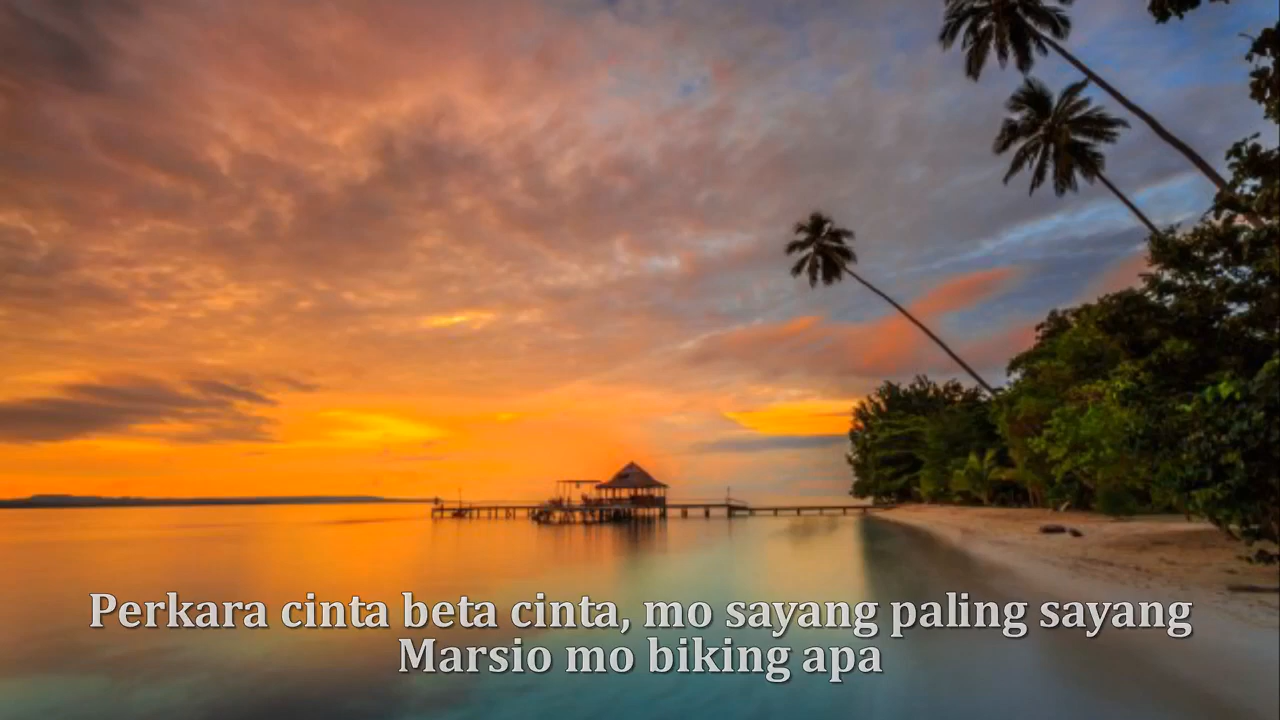 Perkara cinta beta cinta, mo sayang paling sayang
Marsio mo biking apa